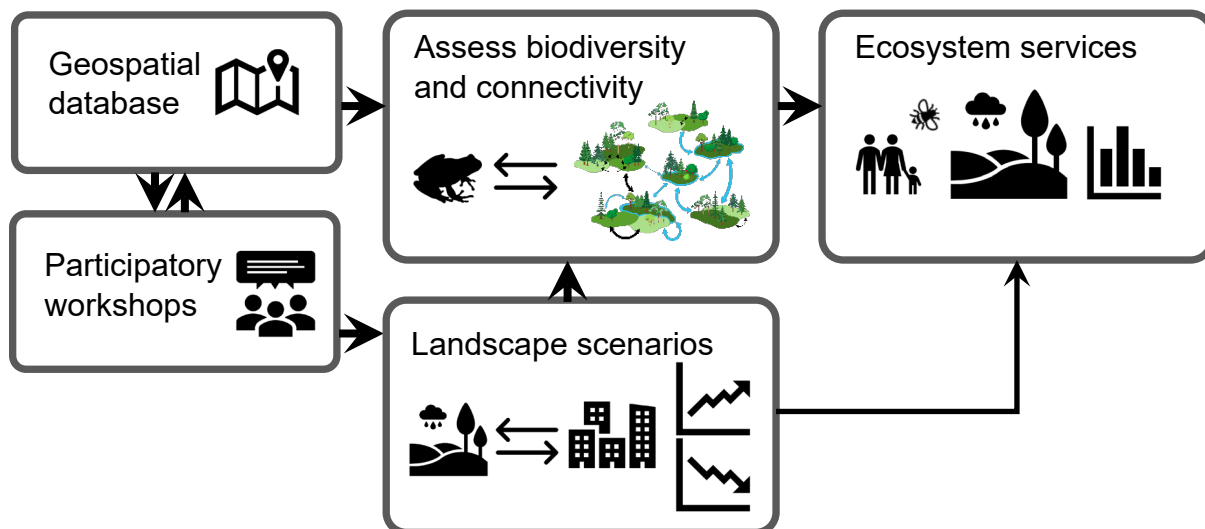 Geospatial
database
Assess biodiversity
and connectivity
Ecosystem services
Participatory
workshops
Landscape scenarios